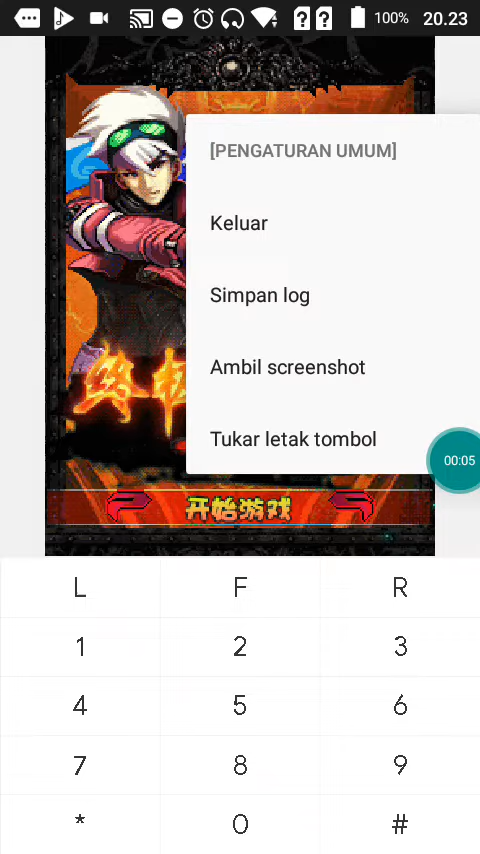 100% 20.23
[PENGATURAN UMUM]
Keluar
Simpan log
Ambil screenshot
Tukar letak tombol
00:05
终
开始游戏
L F R
1 2 3
4 5 6
7 8 9
* 0 #